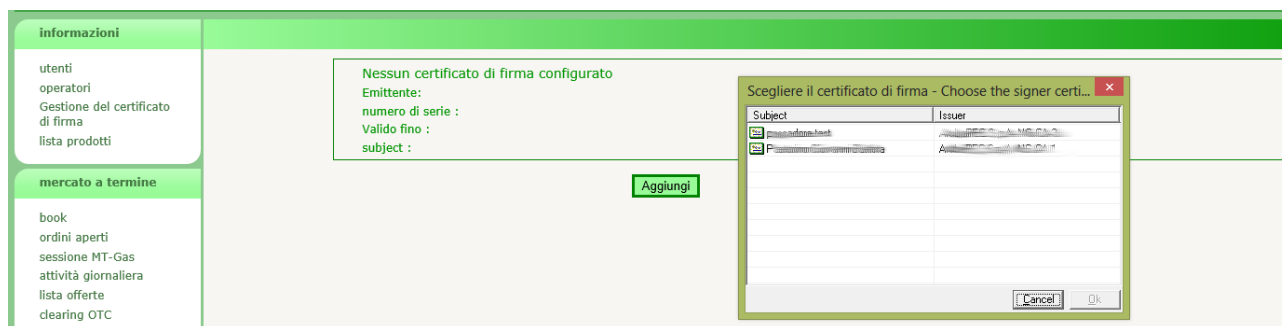 informazioni
utenti
operatori
Gestione del certificato
di firma
lista prodotti
mercato a termine
book
ordini aperti
sessione MT-Gas
attività giornaliera
lista offerte
clearing OTC
Nessun certificato di firma configurato
Emittente:
numero di serie :
Valido fino :
subject :
Aggiungi
Scegliere il certificato di firma - Choose the signer certi...
Subject Issuer
Cancel Ok